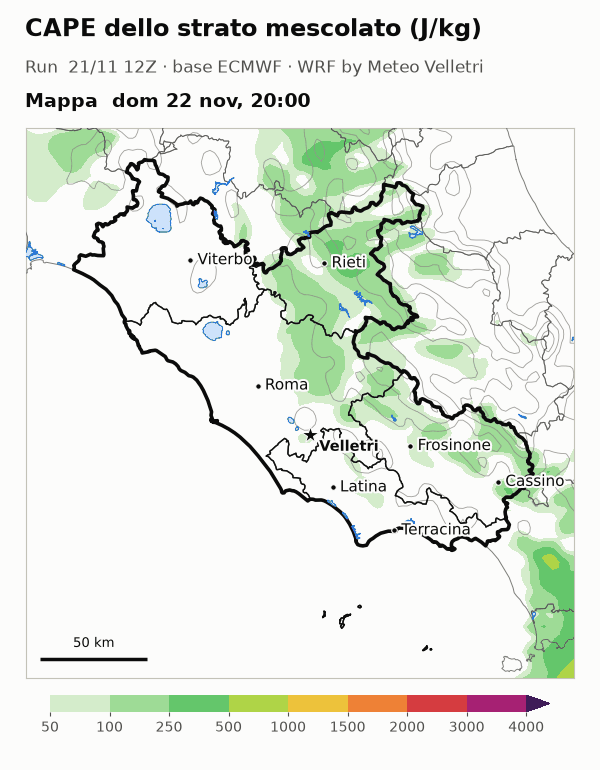 CAPE dello strato mescolato (J/kg)
Run  21/11 12Z · base ECMWF · WRF by Meteo Velletri
Mappa  dom 22 nov, 20:00
Viterbo
Rieti
Roma
Velletri
Frosinone
Cassino
Latina
Terracina
50 km
50 100 250 500 1000 1500 2000 3000 4000